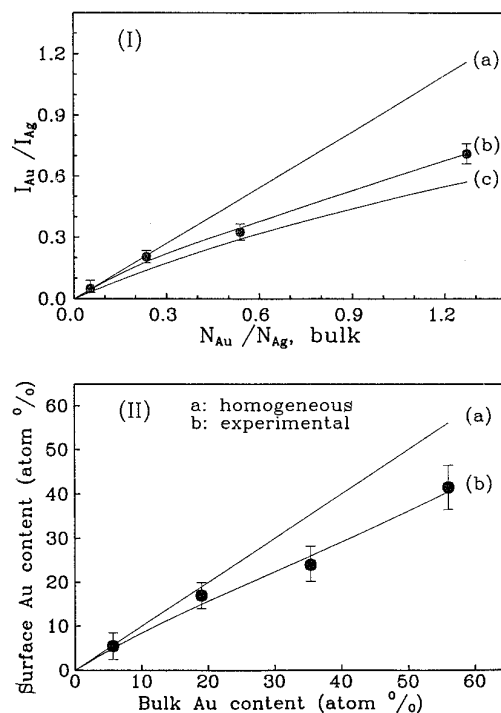 (I)
(a)
(b)
(c)
I_Au / I_Ag
1.2
0.9
0.6
0.3
0.0
0.0 0.3 0.6 0.9 1.2
N_Au / N_Ag, bulk
(II)
a: homogeneous
b: experimental
(a)
(b)
Surface Au content (atom %)
60
50
40
30
20
10
0
0 10 20 30 40 50 60
Bulk Au content (atom %)